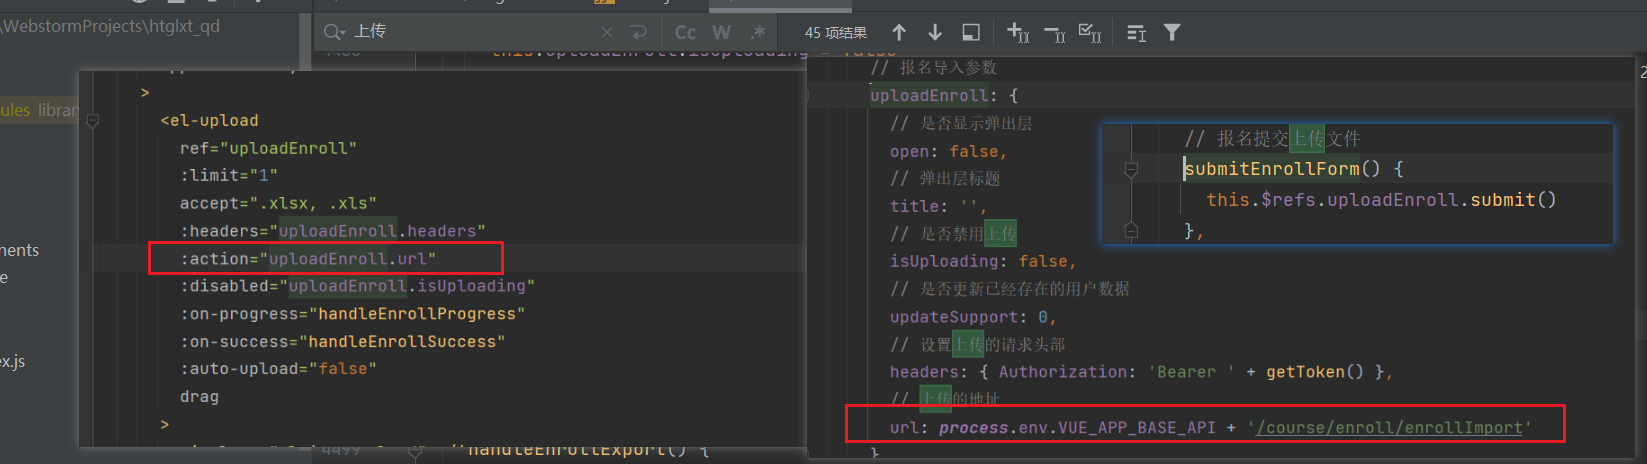 \WebstormProjects\htglxt_qd
上传
Cc W .*
45 项结果
ules library
nents
e
ex.js
>
<el-upload
ref="uploadEnroll"
:limit="1"
accept=".xlsx, .xls"
:headers="uploadEnroll.headers"
:action="uploadEnroll.url"
:disabled="uploadEnroll.isUploading"
:on-progress="handleEnrollProgress"
:on-success="handleEnrollSuccess"
:auto-upload="false"
drag
>
4499
handleEnrollExport() {
// 报名导入参数
uploadEnroll: {
// 是否显示弹出层
open: false,
// 弹出层标题
title: '',
// 是否禁用上传
isUploading: false,
// 是否更新已经存在的用户数据
updateSupport: 0,
// 设置上传的请求头部
headers: { Authorization: 'Bearer ' + getToken() },
// 上传的地址
url: process.env.VUE_APP_BASE_API + '/course/enroll/enrollImport'
}
// 报名提交上传文件
submitEnrollForm() {
this.$refs.uploadEnroll.submit()
},
2